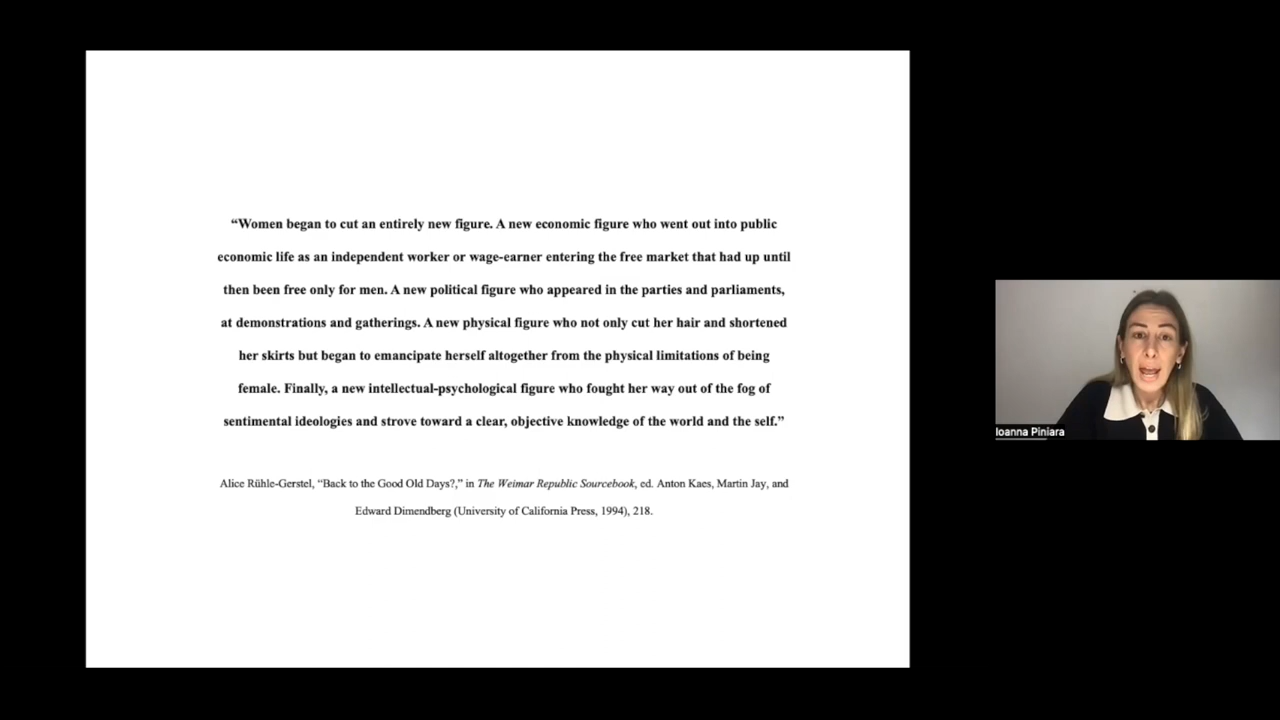 “Women began to cut an entirely new figure. A new economic figure who went out into public
economic life as an independent worker or wage-earner entering the free market that had up until
then been free only for men. A new political figure who appeared in the parties and parliaments,
at demonstrations and gatherings. A new physical figure who not only cut her hair and shortened
her skirts but began to emancipate herself altogether from the physical limitations of being
female. Finally, a new intellectual-psychological figure who fought her way out of the fog of
sentimental ideologies and strove toward a clear, objective knowledge of the world and the self.”
Alice Rühle-Gerstel, “Back to the Good Old Days?,” in The Weimar Republic Sourcebook, ed. Anton Kaes, Martin Jay, and
Edward Dimendberg (University of California Press, 1994), 218.
Ioanna Piniara